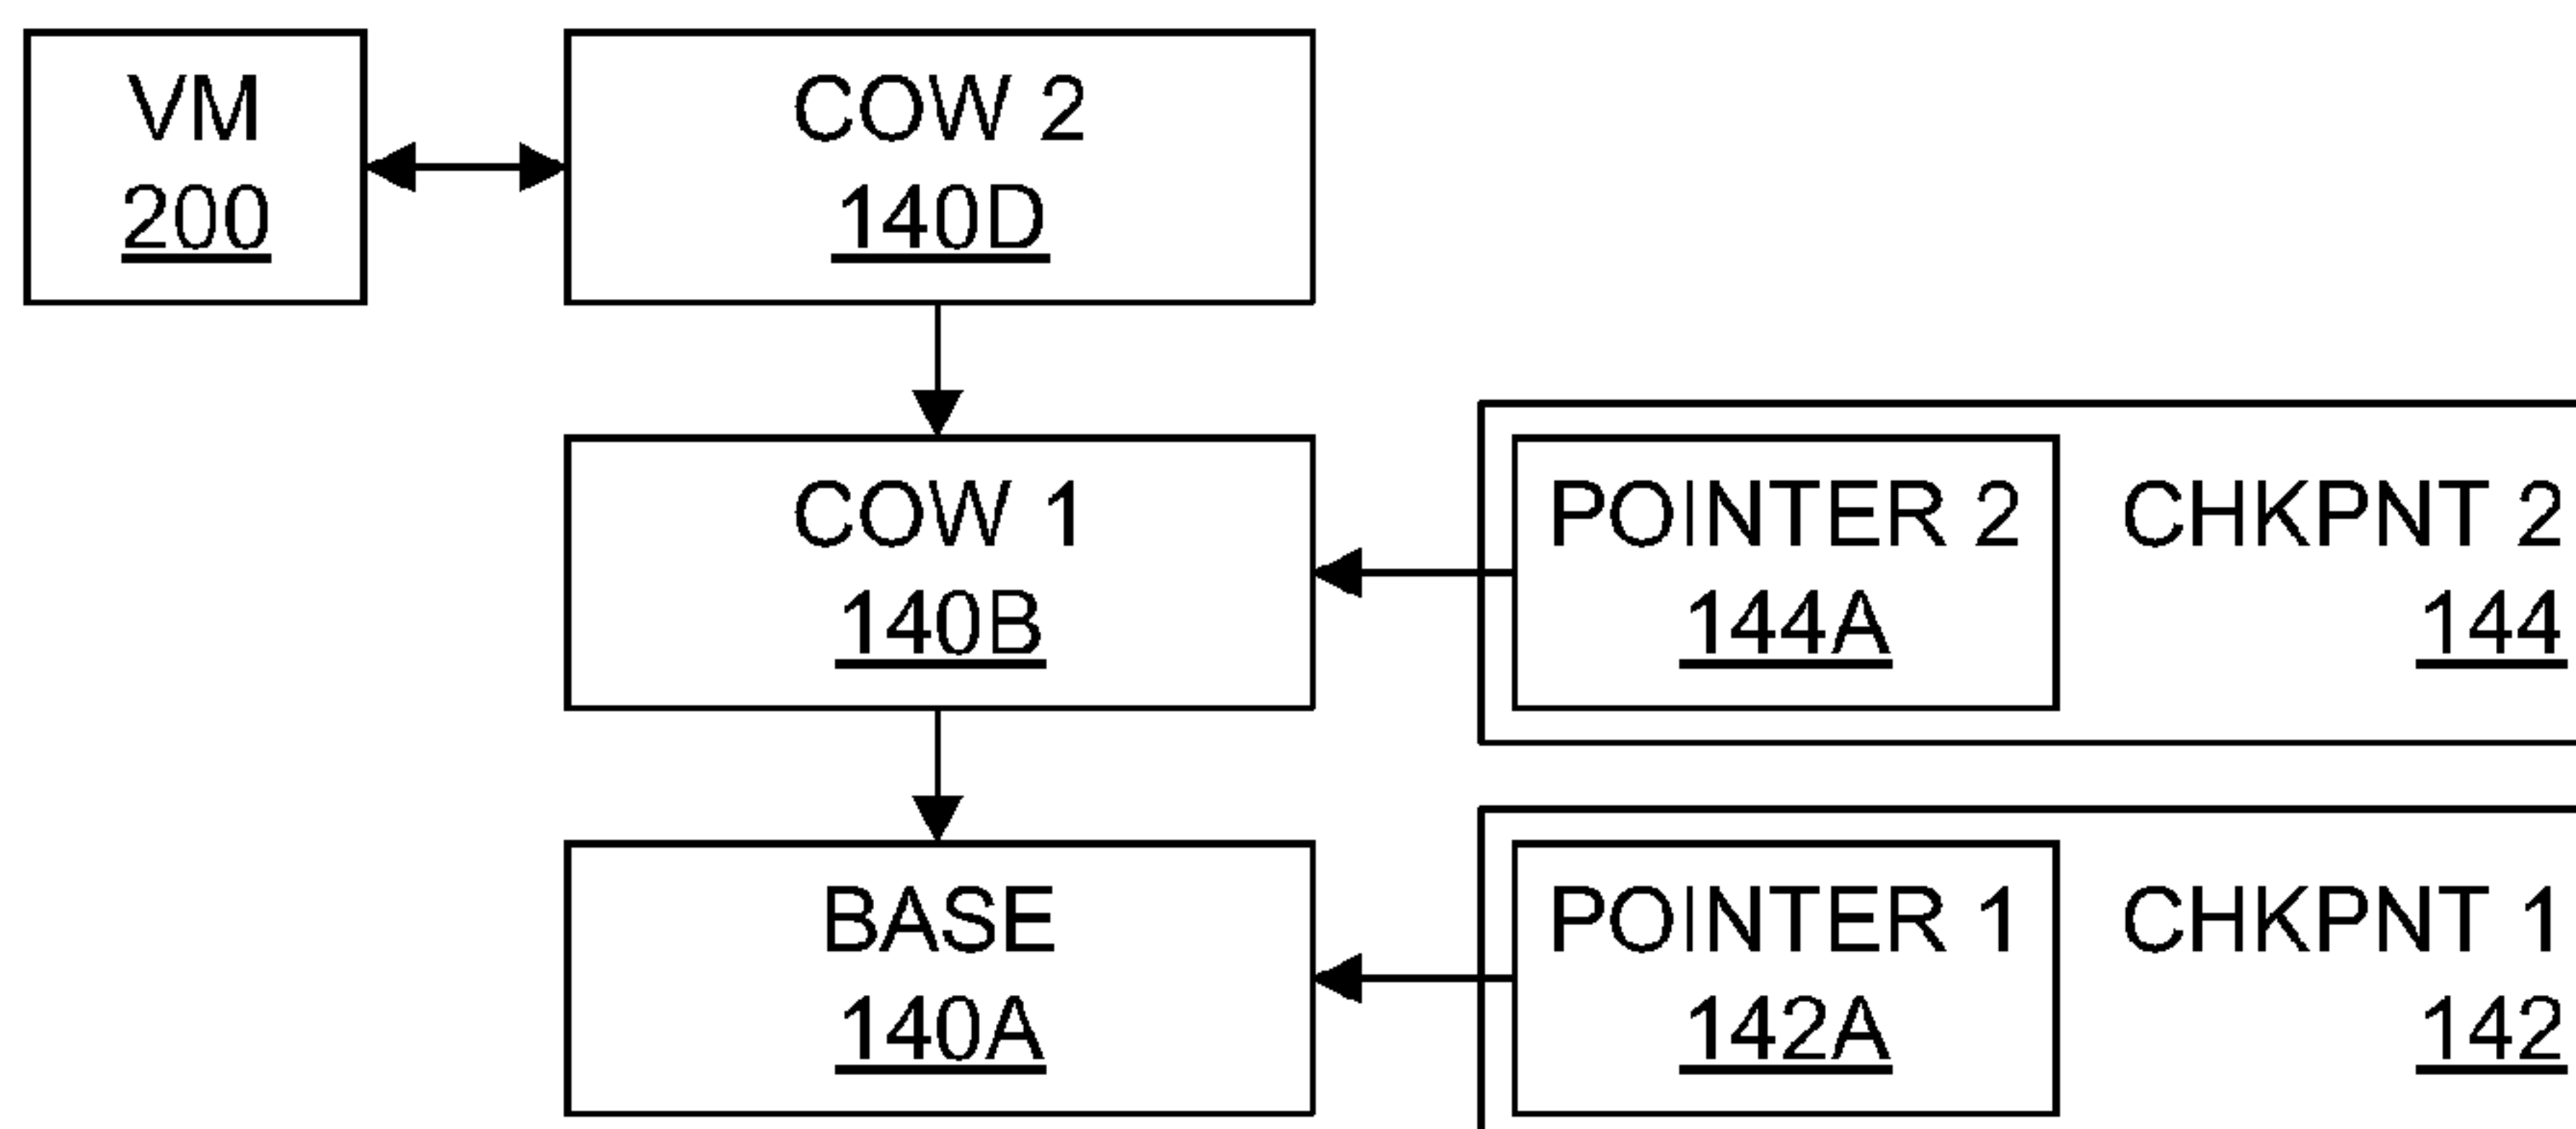 VM
200
COW 2
140D
COW 1
140B
POINTER 2
144A
CHKPNT 2
144
BASE
140A
POINTER 1
142A
CHKPNT 1
142